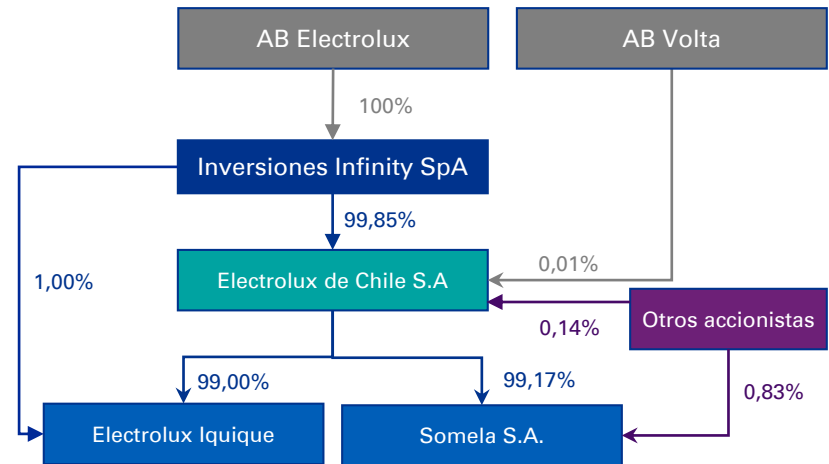 AB Electrolux
AB Volta
100%
Inversiones Infinity SpA
99,85%
1,00%
Electrolux de Chile S.A
0,01%
0,14%
Otros accionistas
99,00%
99,17%
0,83%
Electrolux Iquique
Somela S.A.